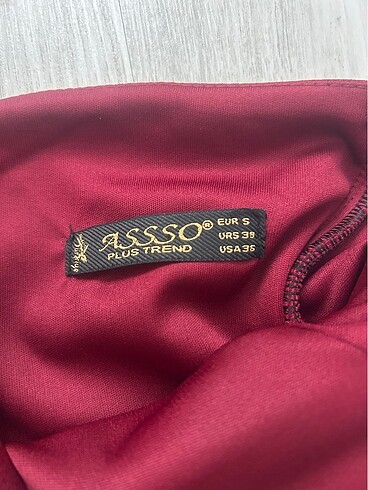 ASSSO®
PLUS TREND
EUR S
URS 39
USA 35